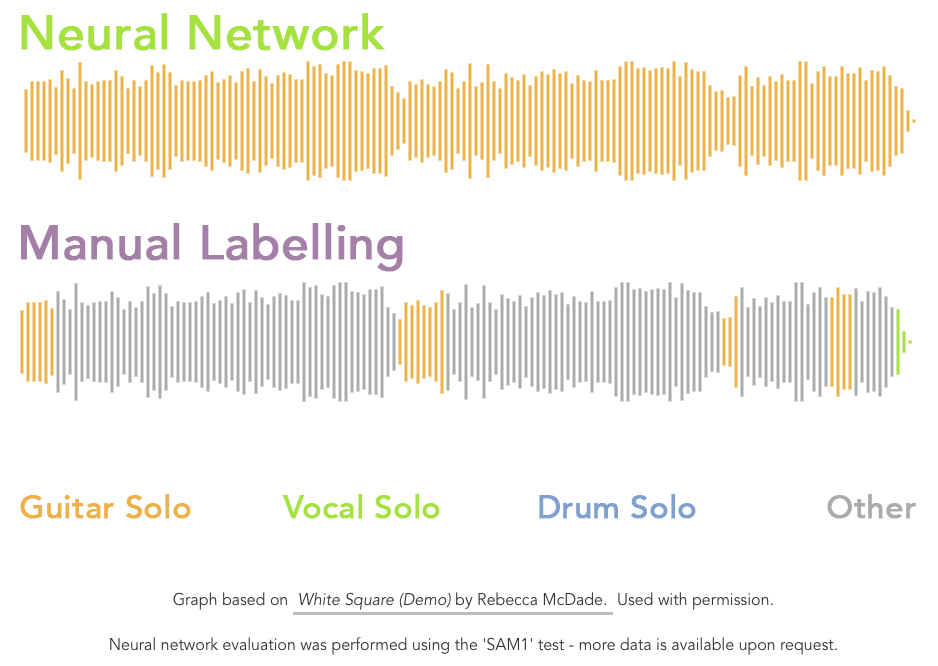 Neural Network
Manual Labelling
Guitar Solo Vocal Solo Drum Solo Other
Graph based on White Square (Demo) by Rebecca McDade. Used with permission.
Neural network evaluation was performed using the 'SAM1' test - more data is available upon request.